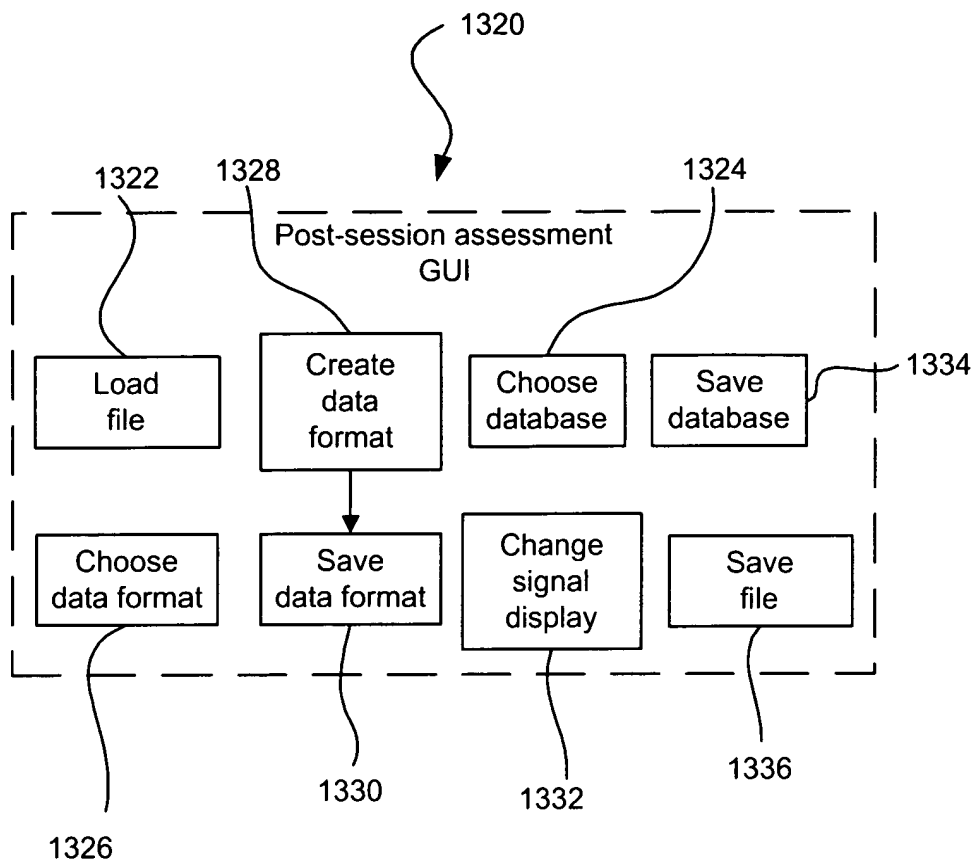 1320
1322
1328
1324
Post-session assessment
GUI
Load
file
Create
data
format
Choose
database
Save
database
1334
Choose
data format
Save
data format
Change
signal
display
Save
file
1326
1330
1332
1336